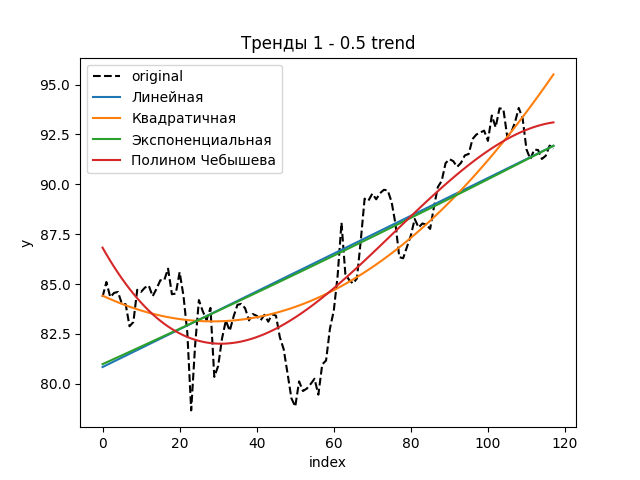 Тренды 1 - 0.5 trend
original
Линейная
Квадратичная
Экспоненциальная
Полином Чебышева
95.0
92.5
90.0
87.5
85.0
82.5
80.0
y
0 20 40 60 80 100 120
index